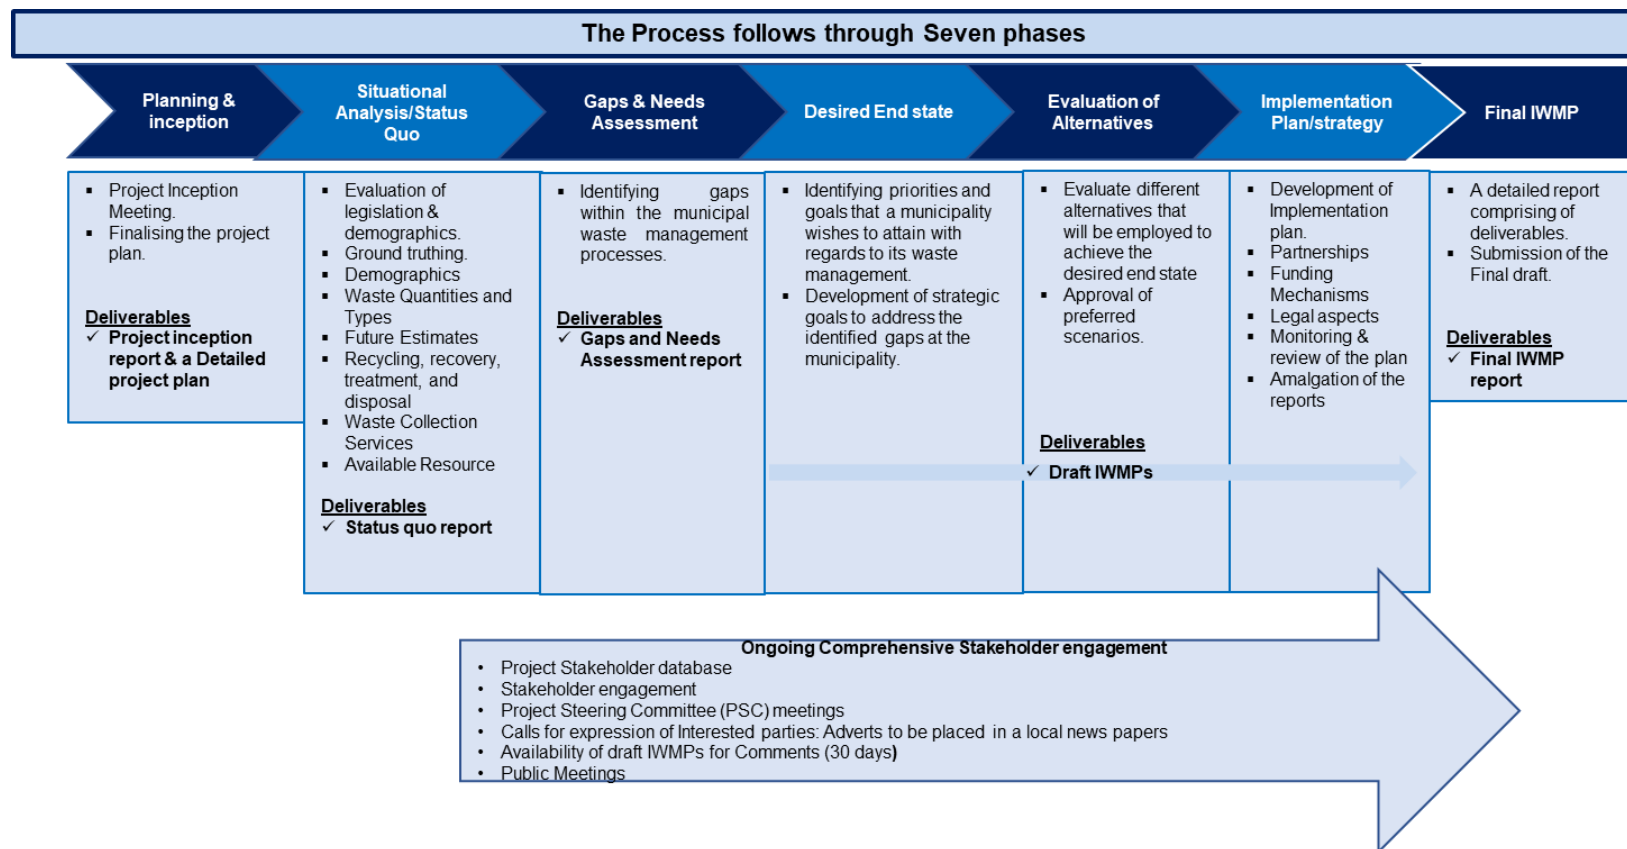 The Process follows through Seven phases
Planning &
inception
Situational
Analysis/Status
Quo
Gaps & Needs
Assessment
Desired End state
Evaluation of
Alternatives
Implementation
Plan/strategy
Final IWMP
▪ Project Inception
Meeting.
▪ Finalising the project
plan.
Deliverables
✓ Project inception
report & a Detailed
project plan
▪ Evaluation of
legislation &
demographics.
▪ Ground truthing.
▪ Demographics
▪ Waste Quantities and
Types
▪ Future Estimates
▪ Recycling, recovery,
treatment, and
disposal
▪ Waste Collection
Services
▪ Available Resource
Deliverables
✓ Status quo report
▪ Identifying gaps
within the municipal
waste management
processes.
Deliverables
✓ Gaps and Needs
Assessment report
▪ Identifying priorities and
goals that a municipality
wishes to attain with
regards to its waste
management.
▪ Development of strategic
goals to address the
identified gaps at the
municipality.
▪ Evaluate different
alternatives that
will be employed to
achieve the
desired end state
▪ Approval of
preferred
scenarios.
Deliverables
✓ Draft IWMPs
▪ Development of
Implementation
plan.
▪ Partnerships
▪ Funding
Mechanisms
▪ Legal aspects
▪ Monitoring &
review of the plan
▪ Amalgation of the
reports
▪ A detailed report
comprising of
deliverables.
▪ Submission of the
Final draft.
Deliverables
✓ Final IWMP
report
Ongoing Comprehensive Stakeholder engagement
• Project Stakeholder database
• Stakeholder engagement
• Project Steering Committee (PSC) meetings
• Calls for expression of Interested parties: Adverts to be placed in a local news papers
• Availability of draft IWMPs for Comments (30 days)
• Public Meetings